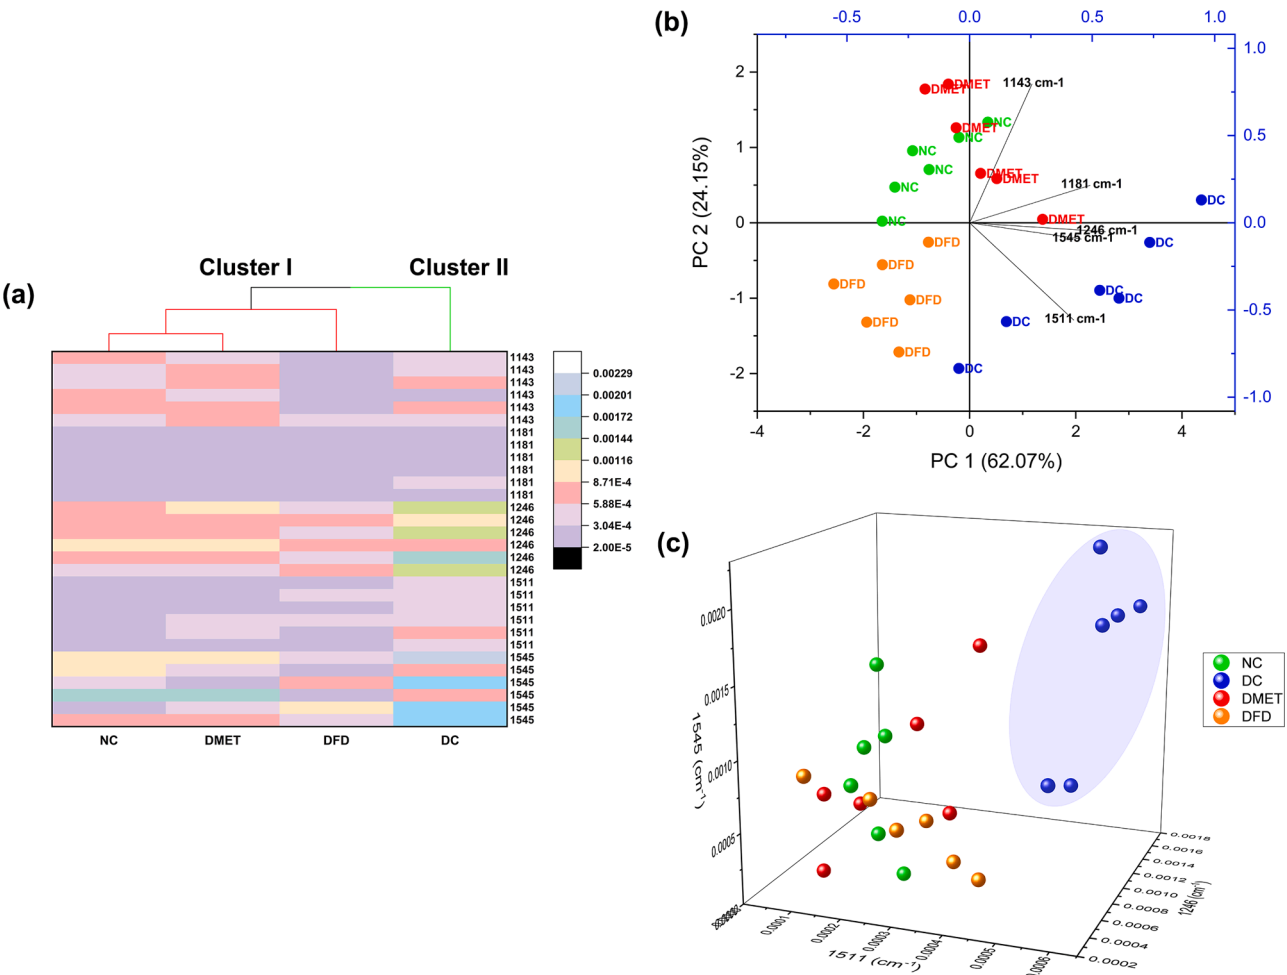 (a)
Cluster I
Cluster II
1143
1143
1143
1143
1143
1143
1181
1181
1181
1181
1181
1181
1246
1246
1246
1246
1246
1246
1511
1511
1511
1511
1511
1511
1545
1545
1545
1545
1545
1545
NC
DMET
DFD
DC
0.00229
0.00201
0.00172
0.00144
0.00116
8.71E-4
5.88E-4
3.04E-4
2.00E-5
(b)
-0.5
0.0
0.5
1.0
1.0
0.5
0.0
-0.5
-1.0
2
1
0
-1
-2
-4
-2
0
2
4
PC 2 (24.15%)
PC 1 (62.07%)
DMET
DMET
1143 cm-1
NC
DMET
NC
NC
NC
DMET
DMET
NC
1181 cm-1
DC
NC
DMET
1246 cm-1
1545 cm-1
DFD
DC
DFD
DFD
DC
DC
DFD
DFD
DC
1511 cm-1
DFD
DC
(c)
0.0020
0.0015
0.0010
0.0005
1545 (cm-1)
0.0001
0.0002
0.0003
0.0004
0.0005
0.0006
1511 (cm-1)
0.0018
0.0016
0.0014
0.0012
0.0010
0.0008
0.0006
0.0004
0.0002
1246 (cm-1)
NC
DC
DMET
DFD